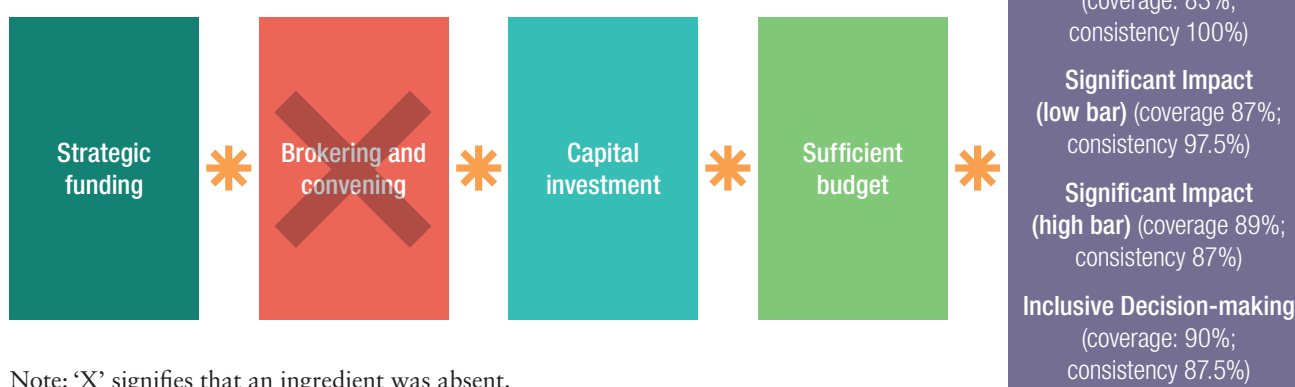 Strategic
funding
Brokering and
convening
Capital
investment
Sufficient
budget
(coverage: 83%;
consistency 100%)
Significant Impact
(low bar) (coverage 87%;
consistency 97.5%)
Significant Impact
(high bar) (coverage 89%;
consistency 87%)
Inclusive Decision-making
(coverage: 90%;
consistency 87.5%)
Note: ‘X’ signifies that an ingredient was absent.